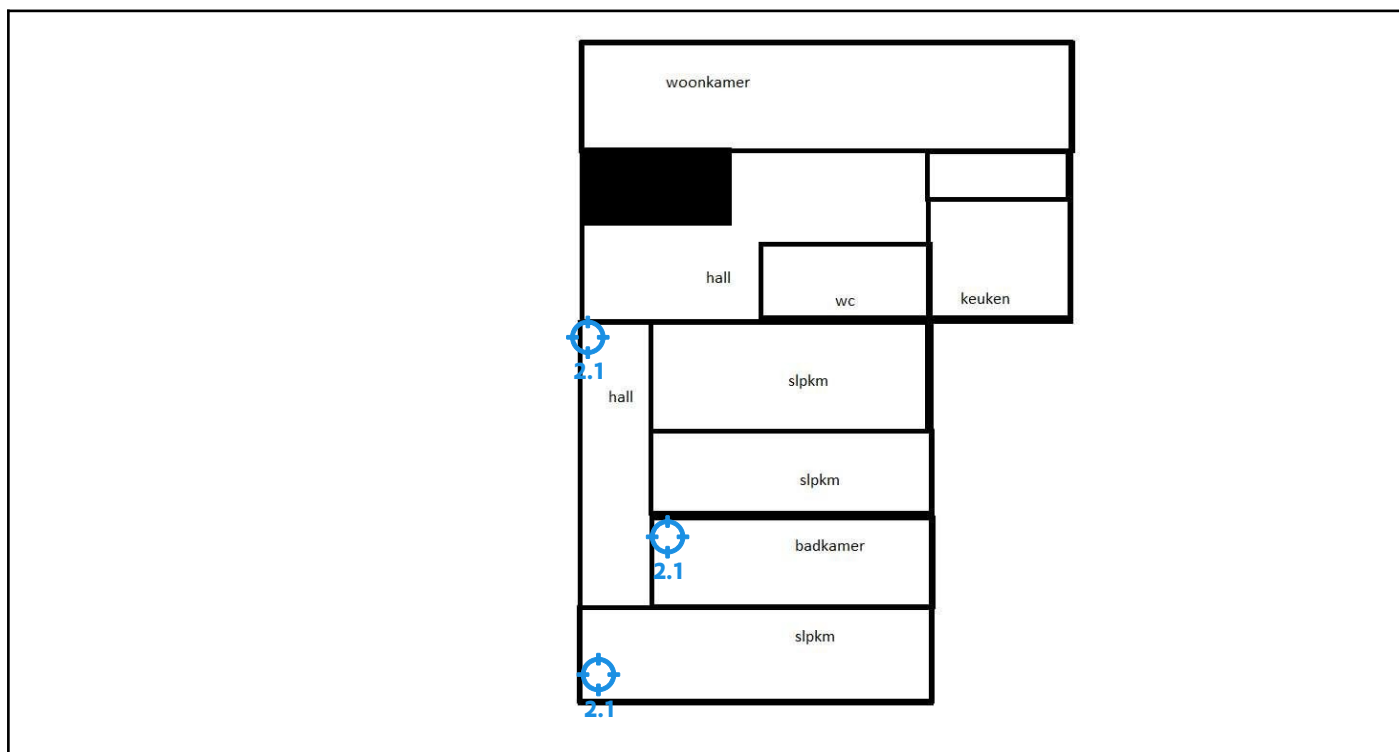 woonkamer
hall
wc
keuken
2.1
hall
slpkm
slpkm
2.1
badkamer
slpkm
2.1